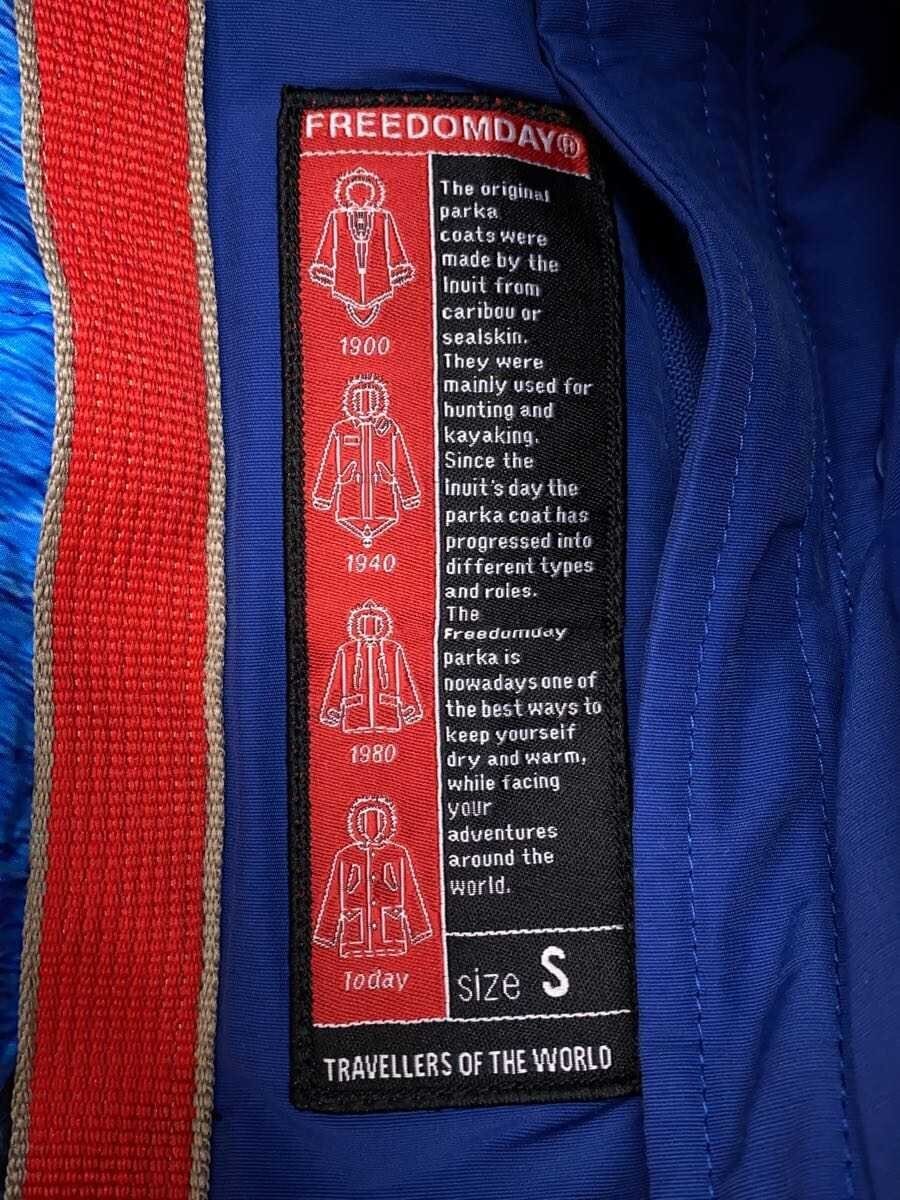 FREEDOMDAY®
1900
1940
1980
Today
The original
parka
coats were
made by the
Inuit from
caribou or
sealskin.
They were
mainly used for
hunting and
kayaking.
Since the
Inuit's day the
parka coat has
progressed into
different types
and roles.
The
Freedomday
parka is
nowadays one of
the best ways to
keep yourself
dry and warm,
while facing
your
adventures
around the
world.
size S
TRAVELLERS OF THE WORLD